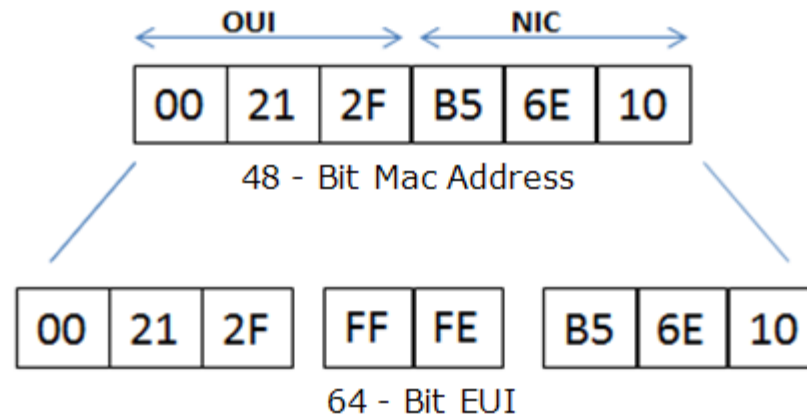 OUI NIC
00 21 2F B5 6E 10
48 - Bit Mac Address
00 21 2F FF FE B5 6E 10
64 - Bit EUI